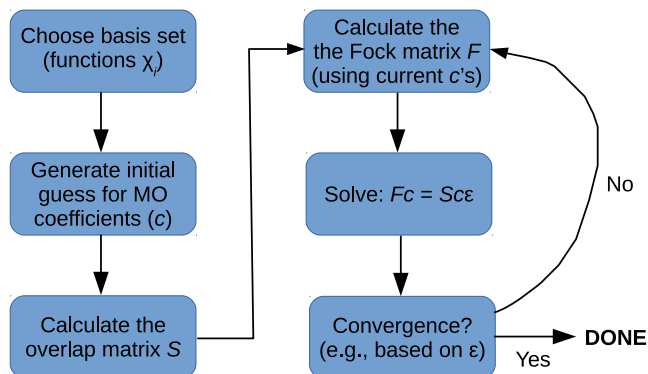 Choose basis set
(functions χi)
Generate initial
guess for MO
coefficients (c)
Calculate the
overlap matrix S
Calculate the
the Fock matrix F
(using current c's)
Solve: Fc = Scε
Convergence?
(e.g., based on ε)
No
Yes
DONE